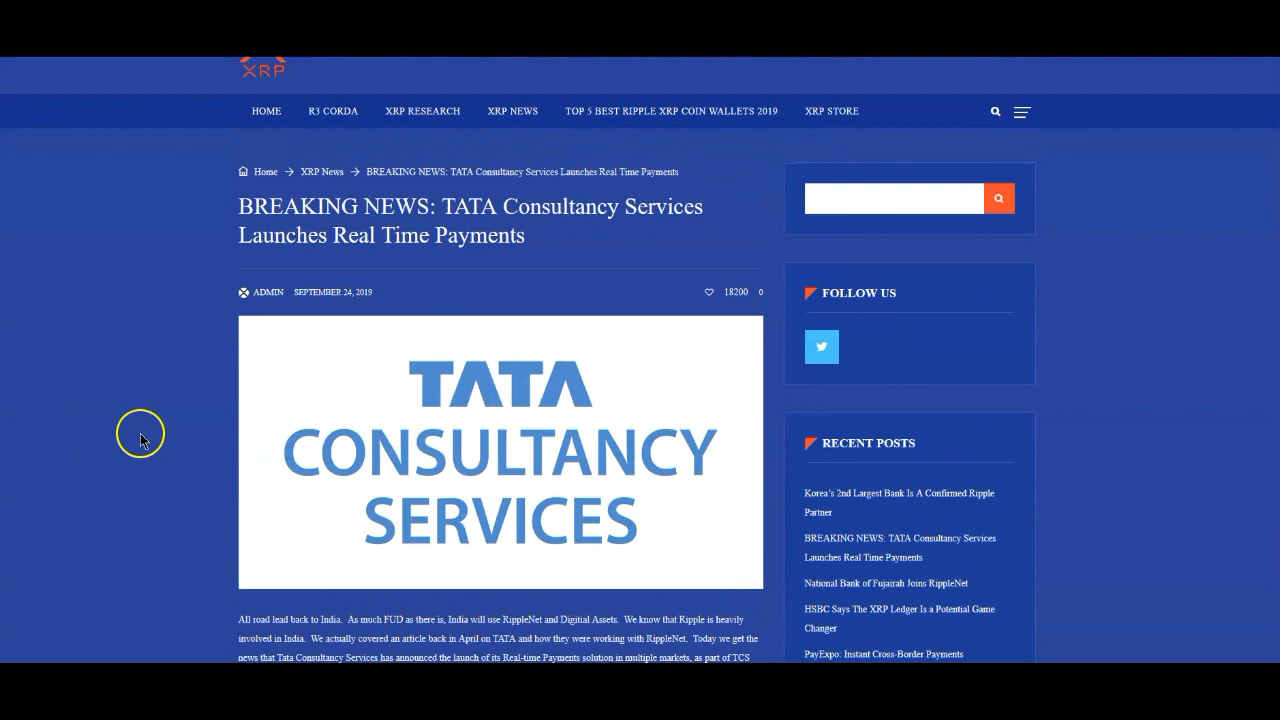 XRP
HOME R3 CORDA XRP RESEARCH XRP NEWS TOP 5 BEST RIPPLE XRP COIN WALLETS 2019 XRP STORE
Home XRP News BREAKING NEWS: TATA Consultancy Services Launches Real Time Payments
BREAKING NEWS: TATA Consultancy Services
Launches Real Time Payments
ADMIN SEPTEMBER 24, 2019 18200 0
TATA
CONSULTANCY
SERVICES
All road lead back to India. As much FUD as there is, India will use RippleNet and Digital Assets. We know that Ripple is heavily
involved in India. We actually covered an article back in April on TATA and how they were working with RippleNet. Today we get the
news that Tata Consultancy Services has announced the launch of its Real-time Payments solution in multiple markets, as part of TCS
FOLLOW US
RECENT POSTS
Korea's 2nd Largest Bank Is A Confirmed Ripple
Partner
BREAKING NEWS: TATA Consultancy Services
Launches Real Time Payments
National Bank of Fujairah Joins RippleNet
HSBC Says The XRP Ledger Is a Potential Game
Changer
PayExpo: Instant Cross-Border Payments